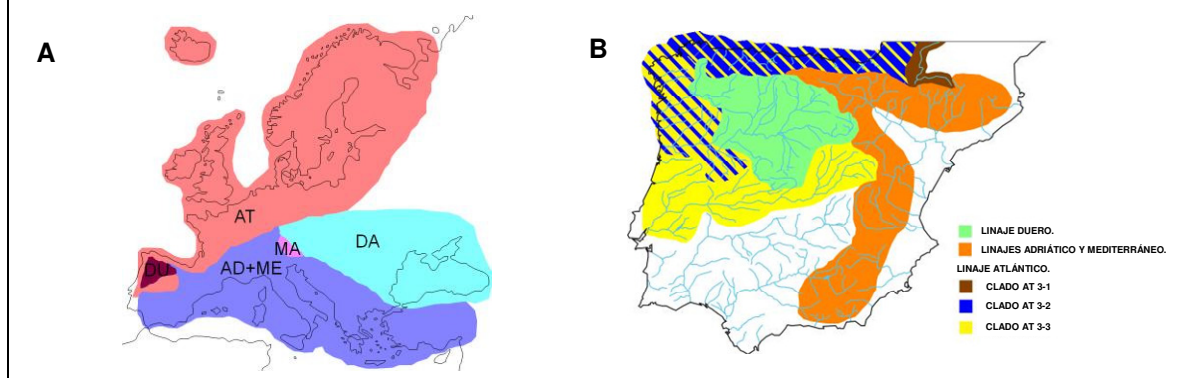 A
AT
DU
MA
DA
AD+ME
B
LINAJE DUERO.
LINAJES ADRIÁTICO Y MEDITERRÁNEO.
LINAJE ATLÁNTICO.
CLADO AT 3-1
CLADO AT 3-2
CLADO AT 3-3